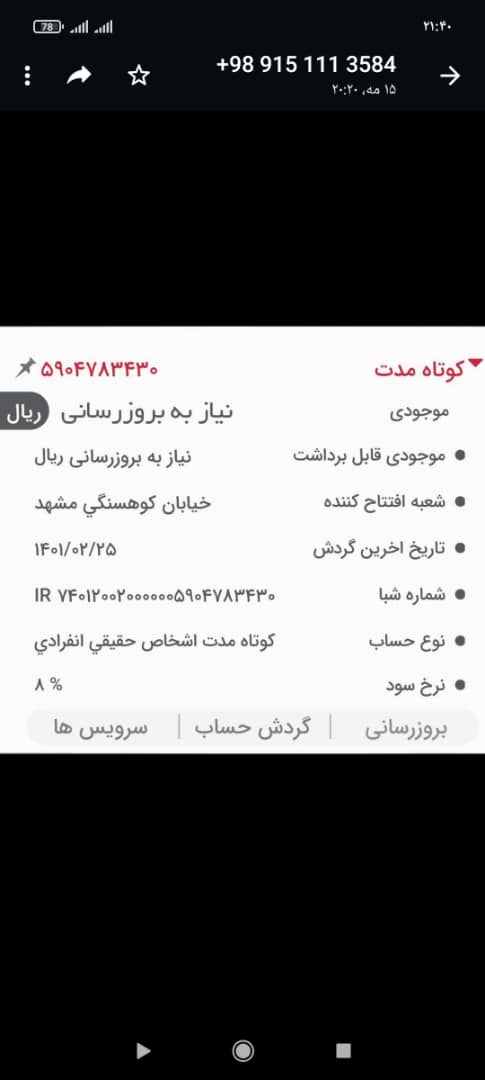 78 ۲۱:۴۰
+98 915 111 3584
۱۵ مه،‏ ۲۰:۲۰
کوتاه مدت ۵۹۰۴۷۸۳۴۳۰
موجودی نیاز به بروزرسانی ریال
موجودی قابل برداشت نیاز به بروزرسانی ریال
شعبه افتتاح کننده خيابان كوهسنگي مشهد
تاریخ اخرین گردش ۱۴۰۱/۰۲/۲۵
شماره شبا IR ۷۴۰۱۲۰۰۲۰۰۰۰۰۰۰۵۹۰۴۷۸۳۴۳۰
نوع حساب كوتاه مدت اشخاص حقيقي انفرادي
نرخ سود ۸ %
بروزرسانی | گردش حساب | سرویس ها